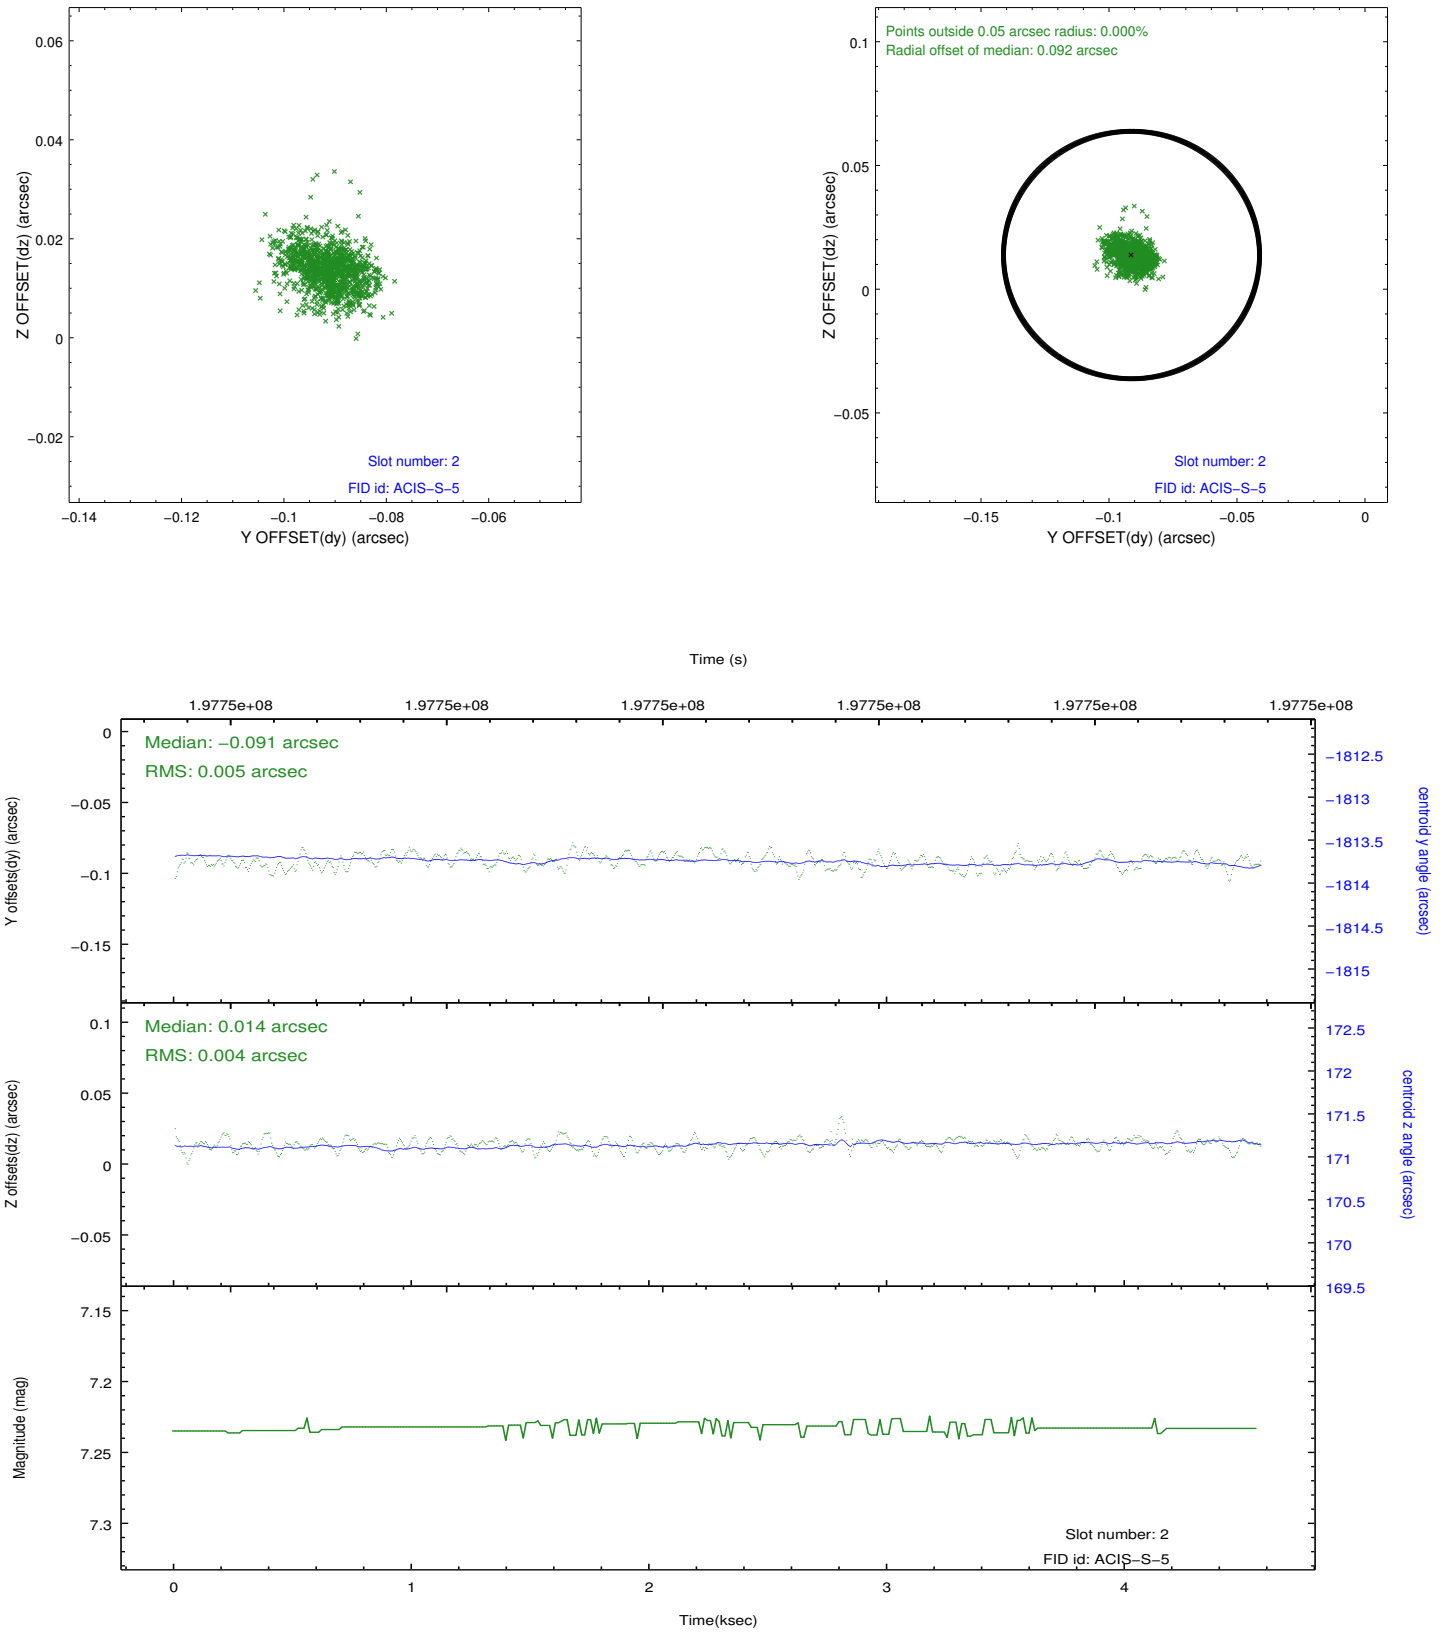 0.06
0.04
0.02
0
−0.02
Z OFFSET(dz) (arcsec)
Slot number: 2
FID id: ACIS−S−5
−0.14
−0.12
−0.1
−0.08
−0.06
Y OFFSET(dy) (arcsec)
Points outside 0.05 arcsec radius: 0.000%
Radial offset of median: 0.092 arcsec
0.1
0.05
0
−0.05
Z OFFSET(dz) (arcsec)
Slot number: 2
FID id: ACIS−S−5
−0.15
−0.1
−0.05
0
Y OFFSET(dy) (arcsec)
Time (s)
1.9775e+08
1.9775e+08
1.9775e+08
1.9775e+08
1.9775e+08
1.9775e+08
Median: −0.091 arcsec
RMS: 0.005 arcsec
0
−0.05
−0.1
−0.15
Y offsets(dy) (arcsec)
−1812.5
−1813
−1813.5
−1814
−1814.5
−1815
centroid y angle (arcsec)
Median: 0.014 arcsec
RMS: 0.004 arcsec
0.1
0.05
0
−0.05
Z offsets(dz) (arcsec)
172.5
172
171.5
171
170.5
170
169.5
centroid z angle (arcsec)
7.15
7.2
7.25
7.3
Magnitude (mag)
Slot number: 2
FID id: ACIS−S−5
0
1
2
3
4
Time(ksec)